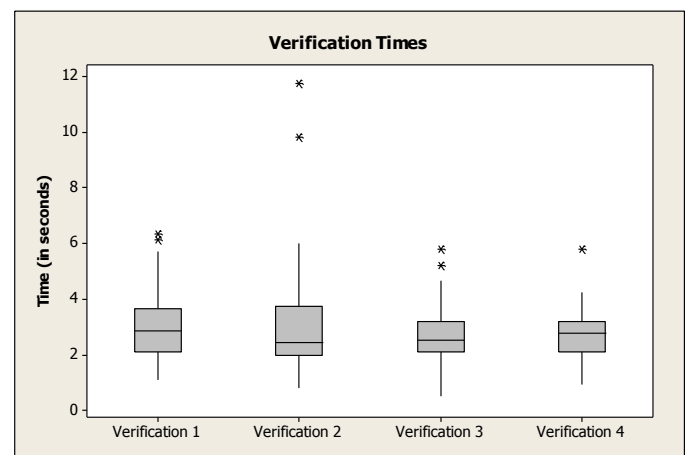 Verification Times
12
10
8
6
4
2
0
Time (in seconds)
Verification 1 Verification 2 Verification 3 Verification 4